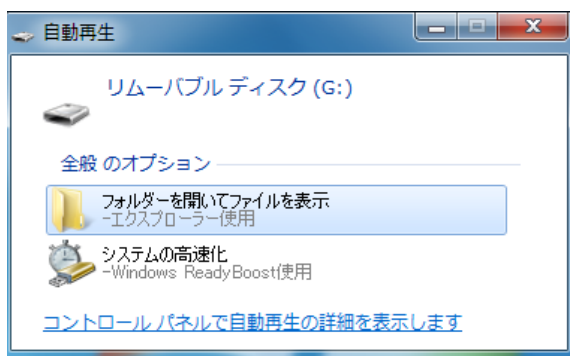 自動再生
リムーバブル ディスク (G:)
全般 のオプション
フォルダーを開いてファイルを表示
-エクスプローラー使用
システムの高速化
-Windows ReadyBoost使用
コントロール パネルで自動再生の詳細を表示します